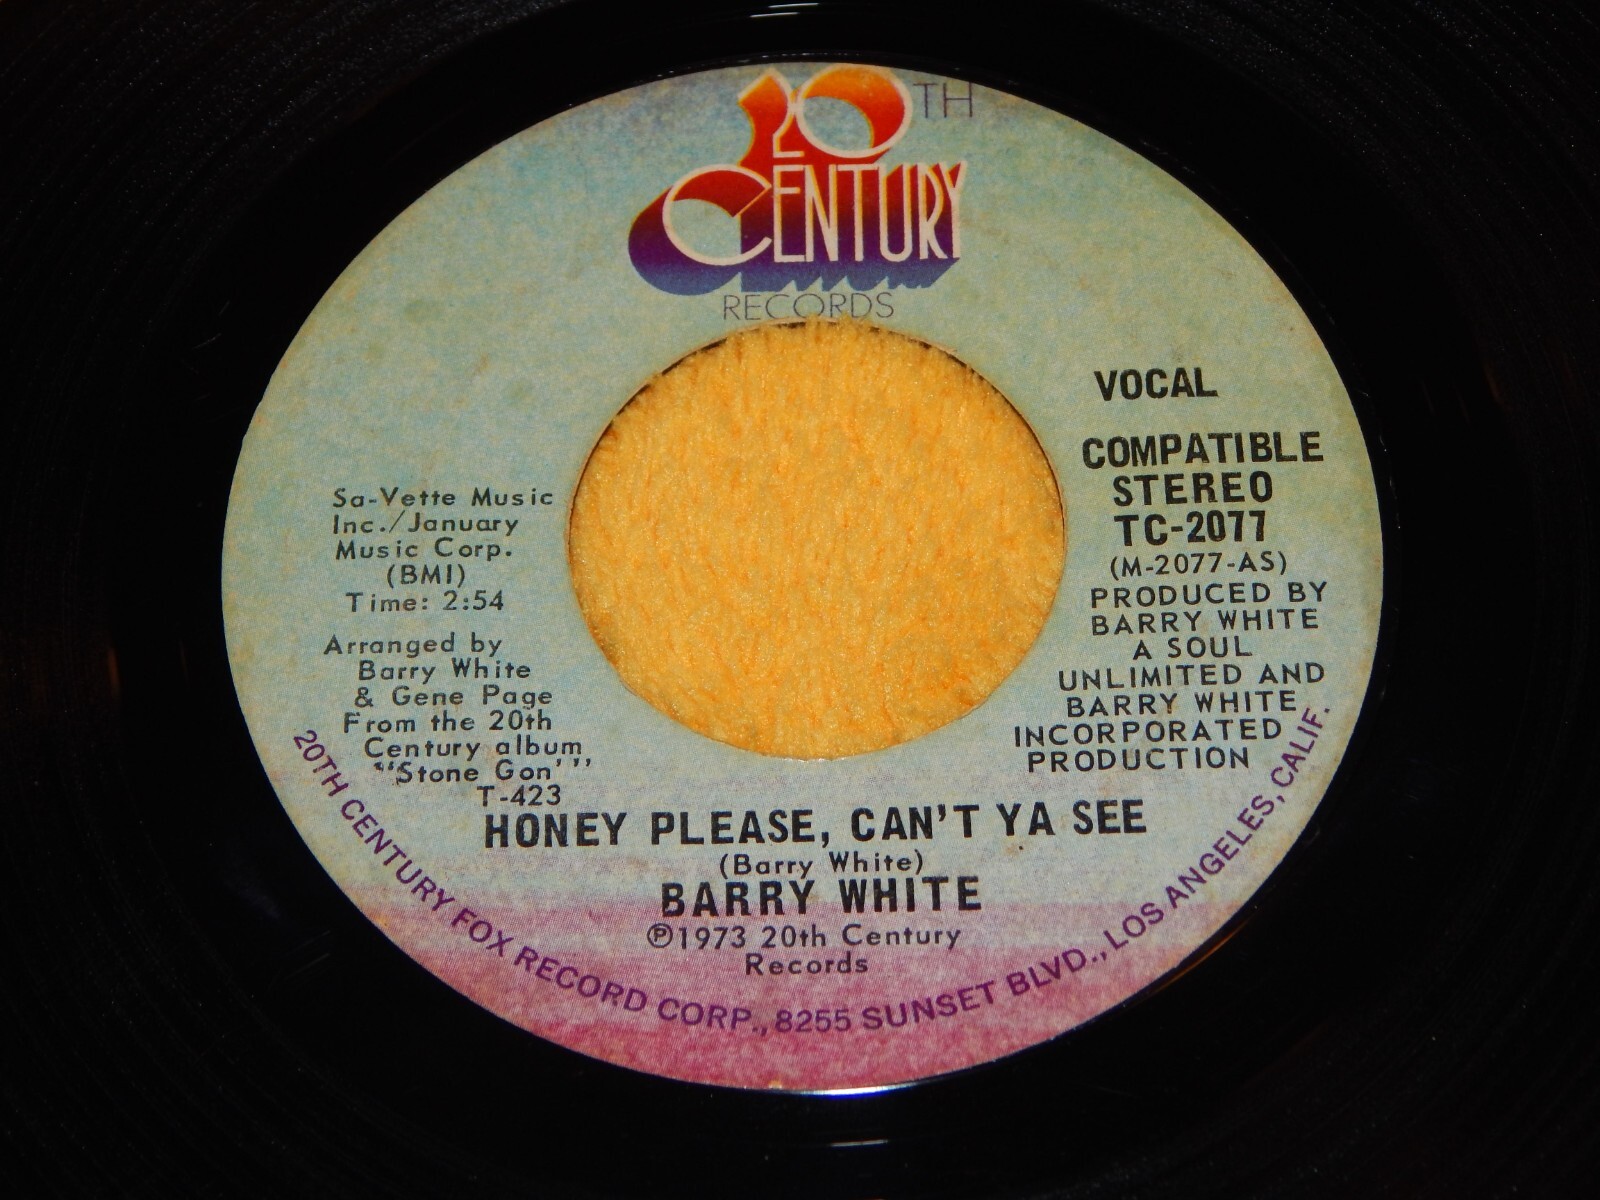 20TH
CENTURY
RECORDS
VOCAL
COMPATIBLE
STEREO
TC-2077
(M-2077-AS)
PRODUCED BY
BARRY WHITE
A SOUL
UNLIMITED AND
BARRY WHITE
INCORPORATED
PRODUCTION
Sa-Vette Music
Inc./January
Music Corp.
(BMI)
Time: 2:54
Arranged by
Barry White
& Gene Page
From the 20th
Century album
"Stone Gon'"
T-423
HONEY PLEASE, CAN'T YA SEE
(Barry White)
BARRY WHITE
℗1973 20th Century
Records
20TH CENTURY FOX RECORD CORP., 8255 SUNSET BLVD., LOS ANGELES, CALIF.